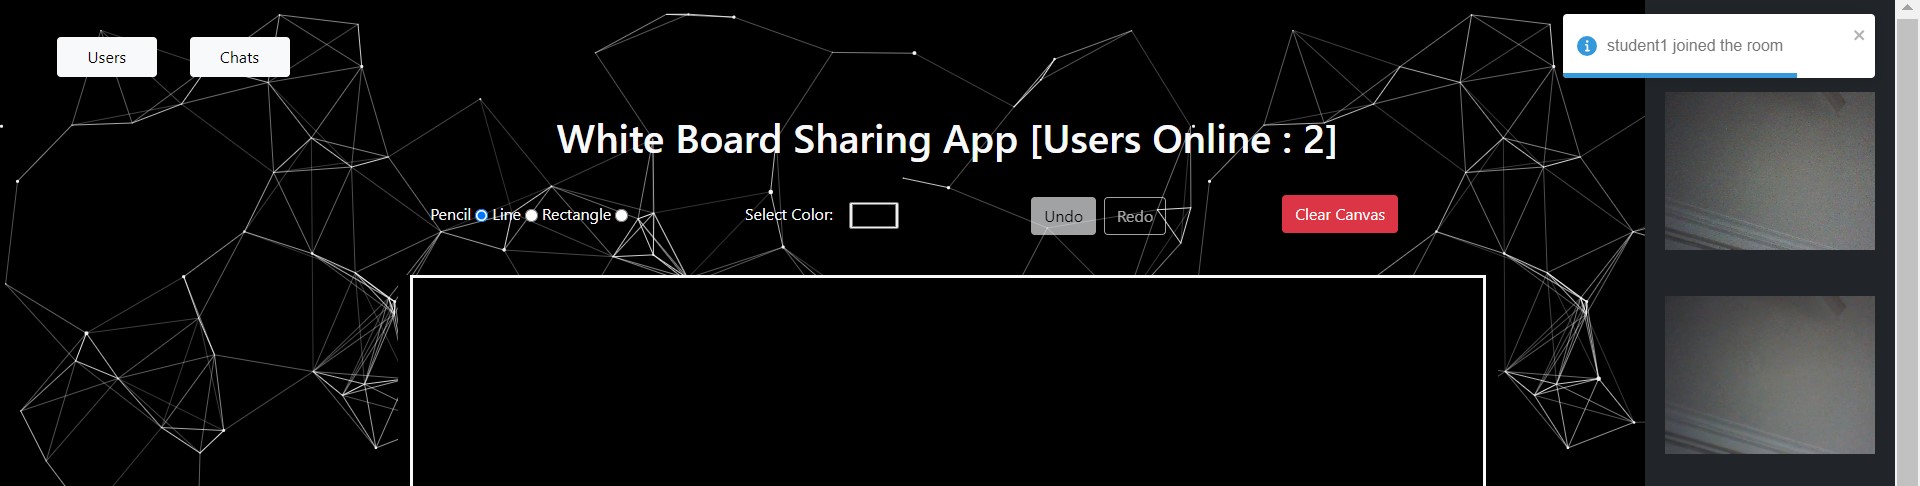 Users
Chats
student1 joined the room
×
White Board Sharing App [Users Online : 2]
Pencil Line Rectangle
Select Color:
Undo
Redo
Clear Canvas